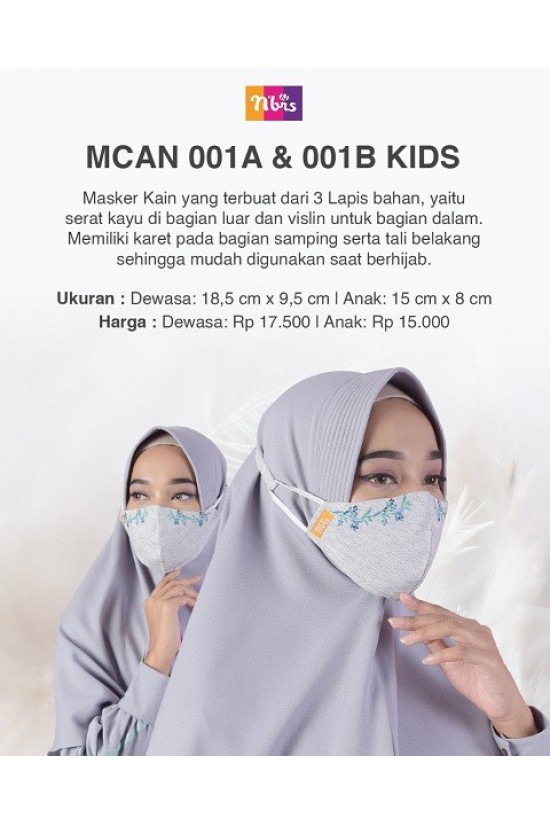 Nbrs
MCAN 001A & 001B KIDS
Masker Kain yang terbuat dari 3 Lapis bahan, yaitu
serat kayu di bagian luar dan vislin untuk bagian dalam.
Memiliki karet pada bagian samping serta tali belakang
sehingga mudah digunakan saat berhijab.
Ukuran : Dewasa: 18,5 cm x 9,5 cm | Anak: 15 cm x 8 cm
Harga : Dewasa: Rp 17.500 | Anak: Rp 15.000